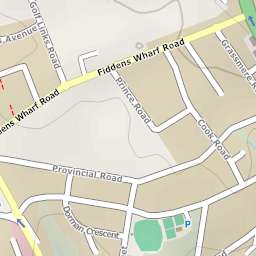 Golf Links Road
Avenue
Fiddens Wharf Road
Grassmere
Fiddens Wharf Road
Prince Road
Cook Road
Provincial Road
Dorman Crescent
P